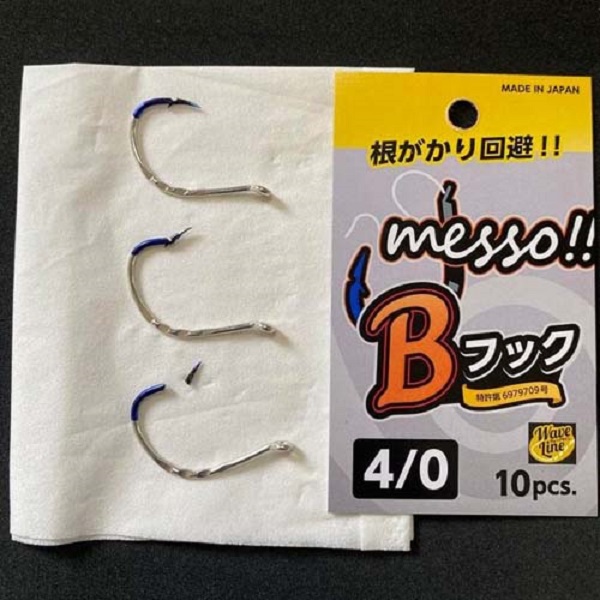 MADE IN JAPAN
根がかり回避!!
messo!!
Bフック
特許第6979709号
Wave Line
4/0
10pcs.